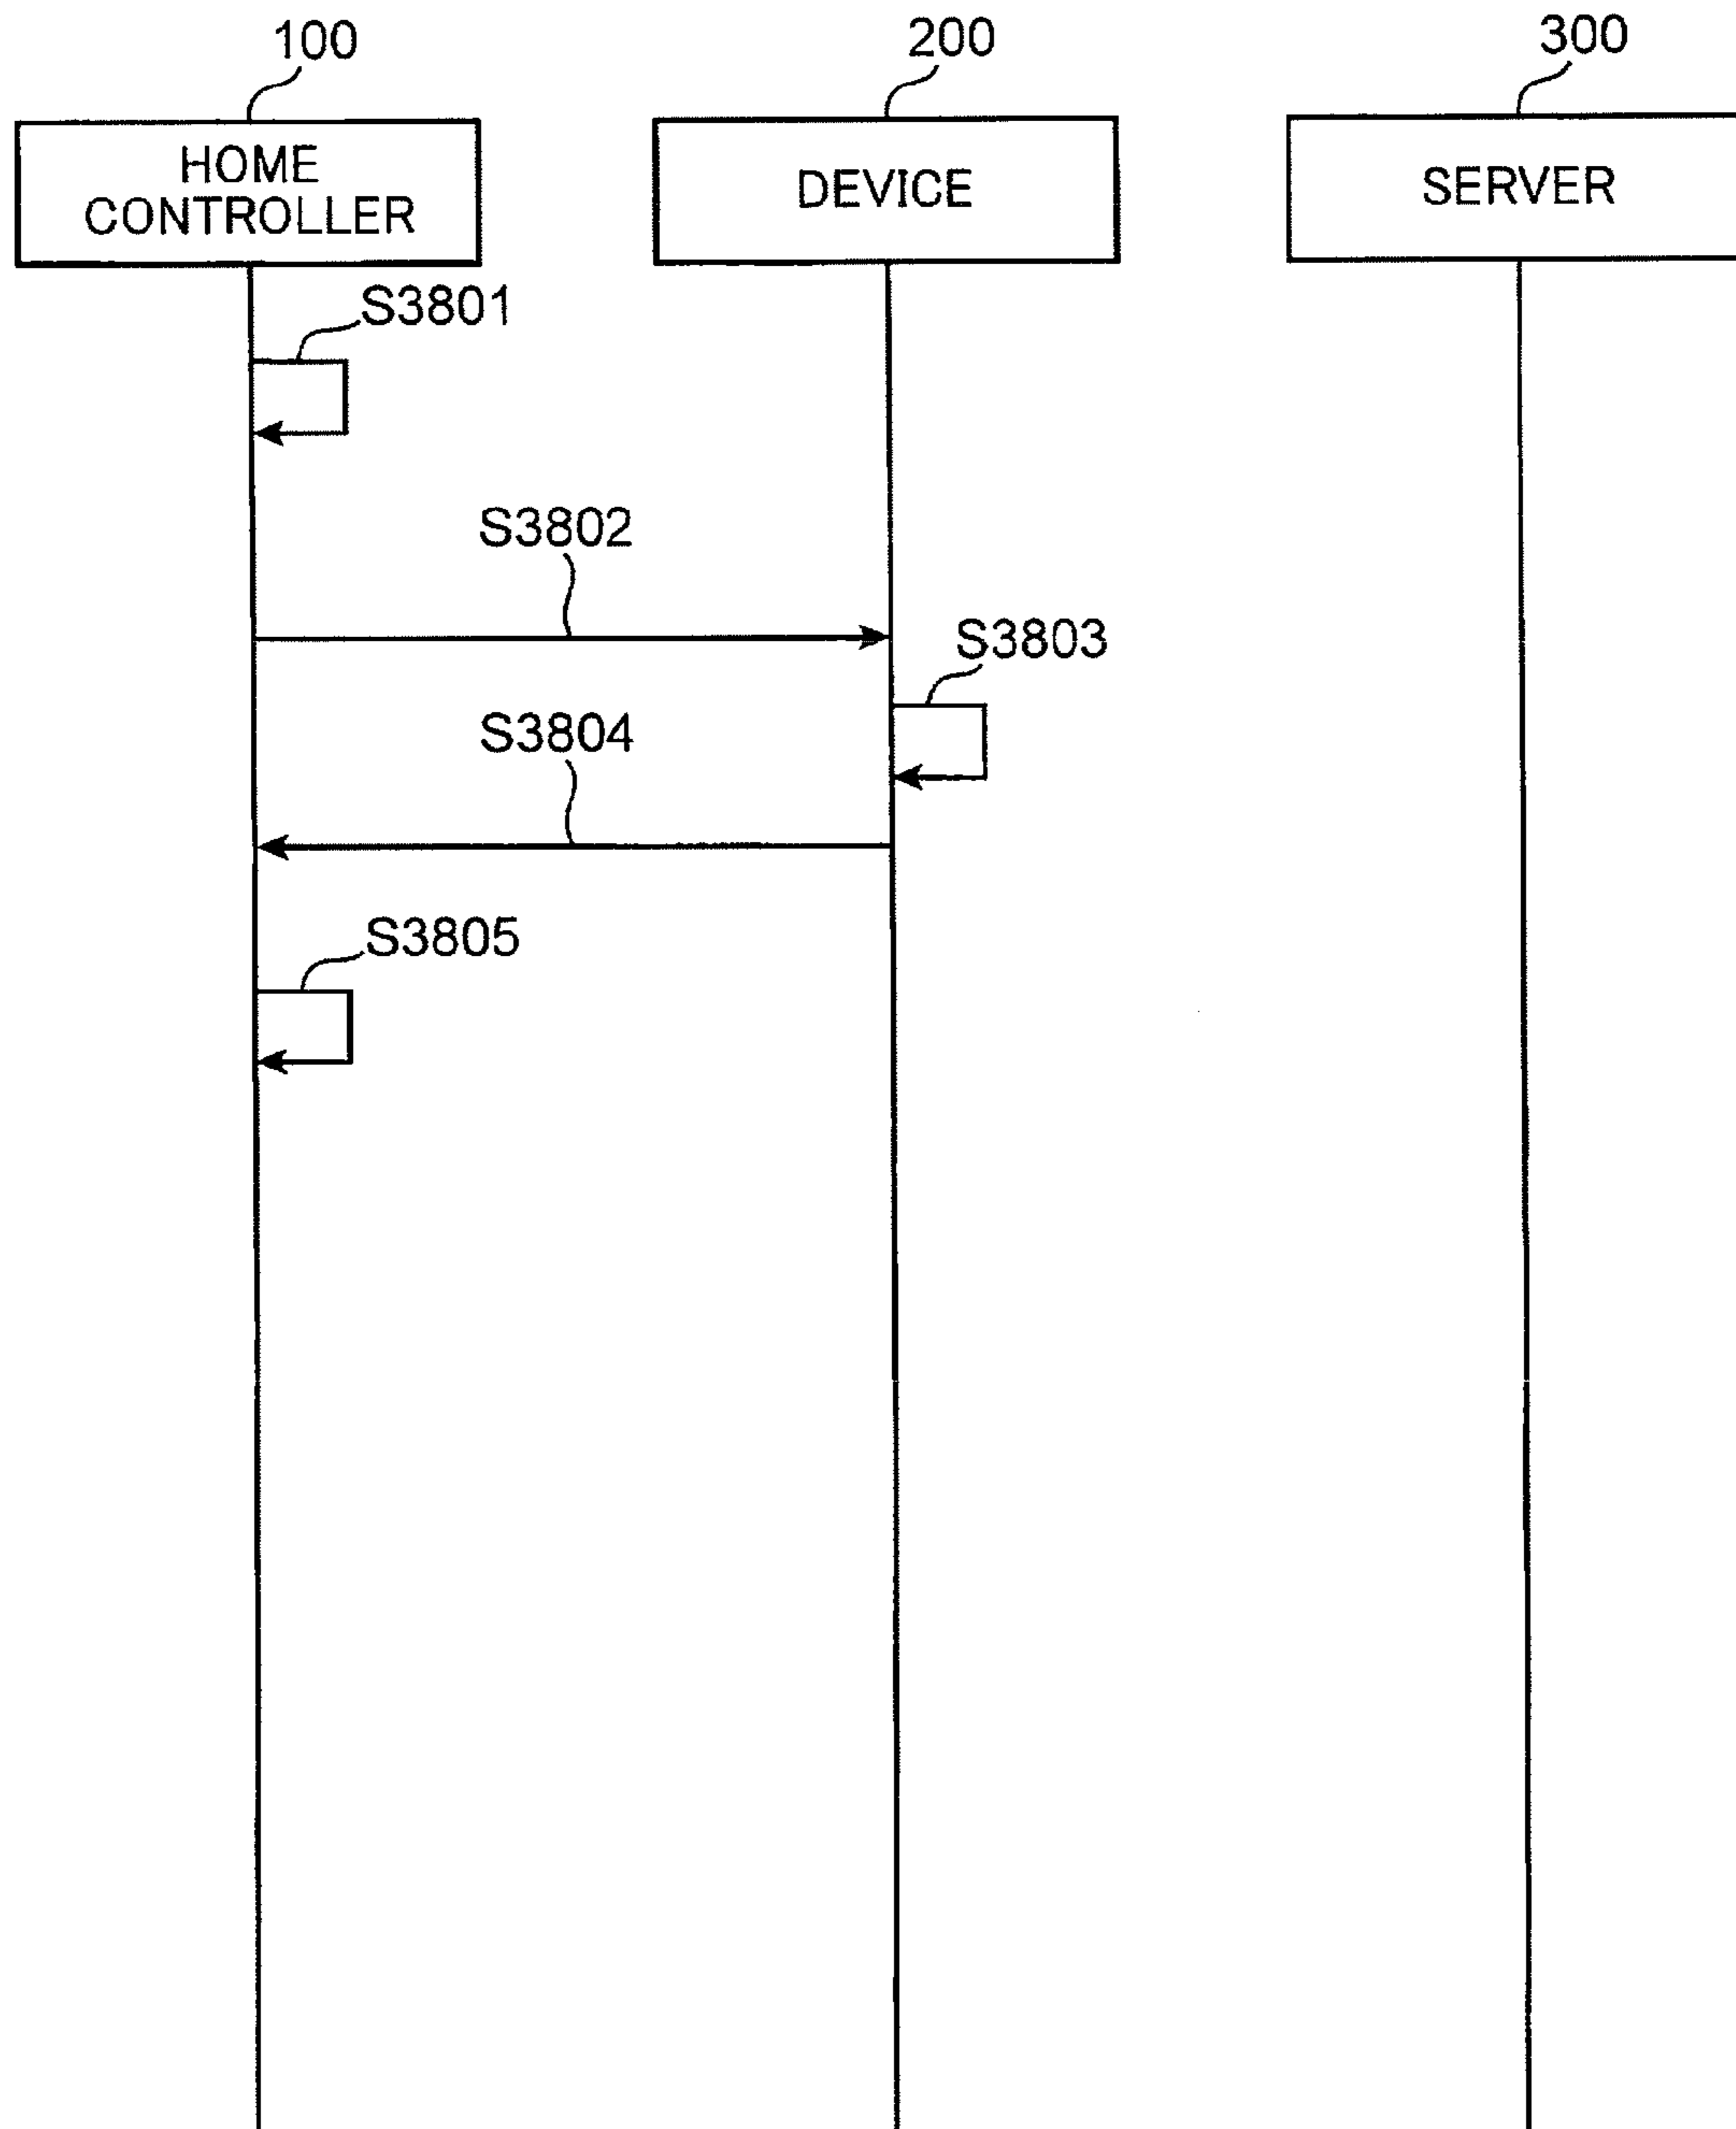 100
200
300
HOME
CONTROLLER
DEVICE
SERVER
S3801
S3802
S3803
S3804
S3805